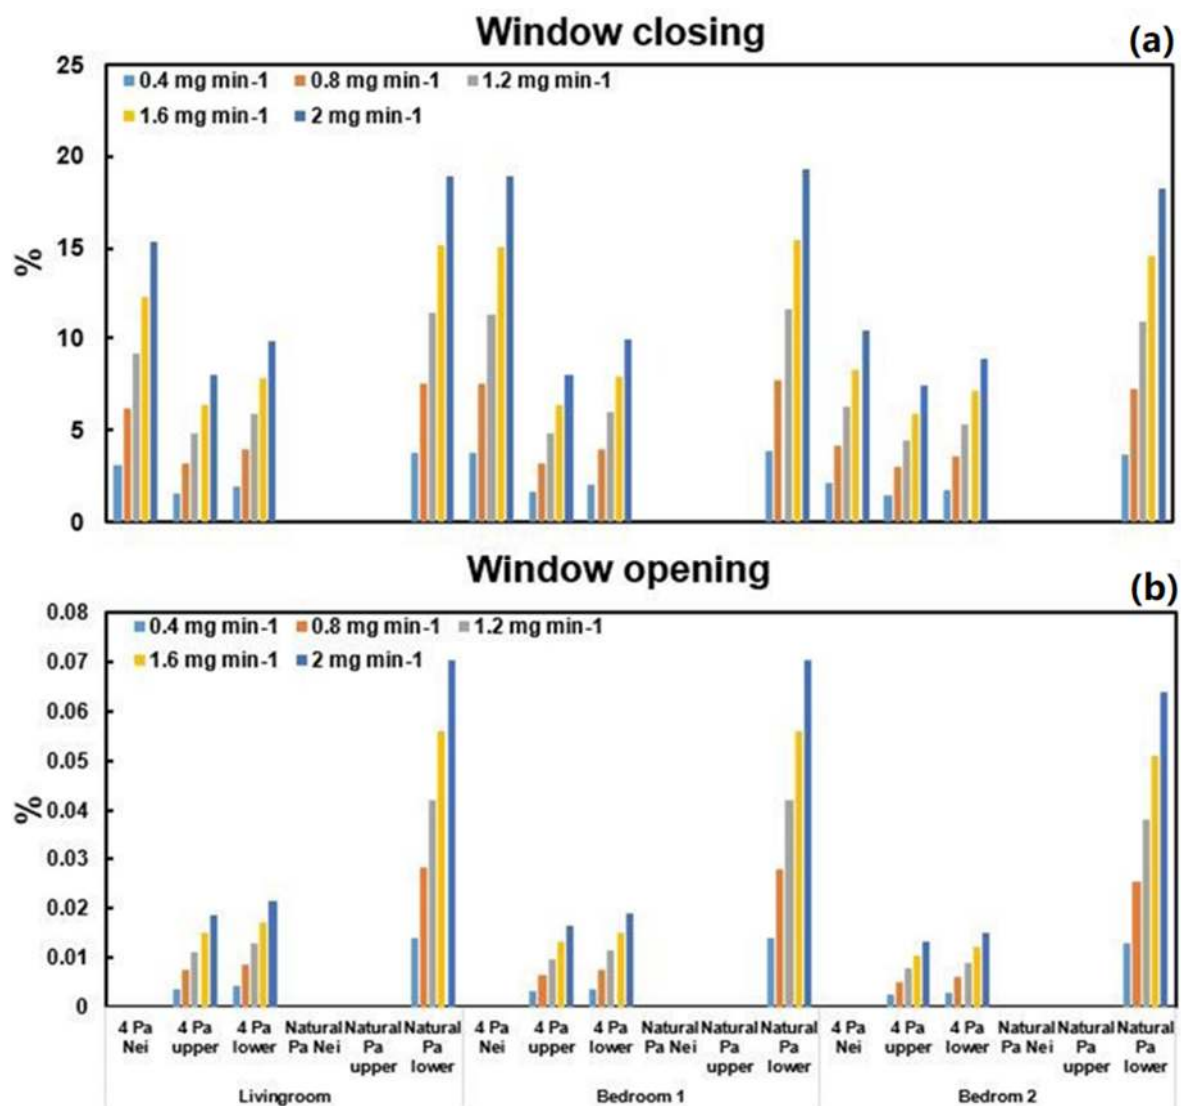 Window closing
(a)
25
0.4 mg min-1 0.8 mg min-1 1.2 mg min-1
1.6 mg min-1 2 mg min-1
20
15
%
10
5
0
Window opening
(b)
0.08
0.4 mg min-1 0.8 mg min-1 1.2 mg min-1
1.6 mg min-1 2 mg min-1
0.07
0.06
0.05
%
0.04
0.03
0.02
0.01
0
4 Pa 4 Pa 4 Pa Natural Natural Natural 4 Pa 4 Pa 4 Pa Natural Natural Natural 4 Pa 4 Pa 4 Pa Natural Natural Natural
Nei upper lower Pa Nei Pa Pa Nei upper lower Pa Nei Pa Pa Nei upper lower Pa Nei Pa Pa
upper lower upper lower upper lower
Livingroom Bedroom 1 Bedrom 2